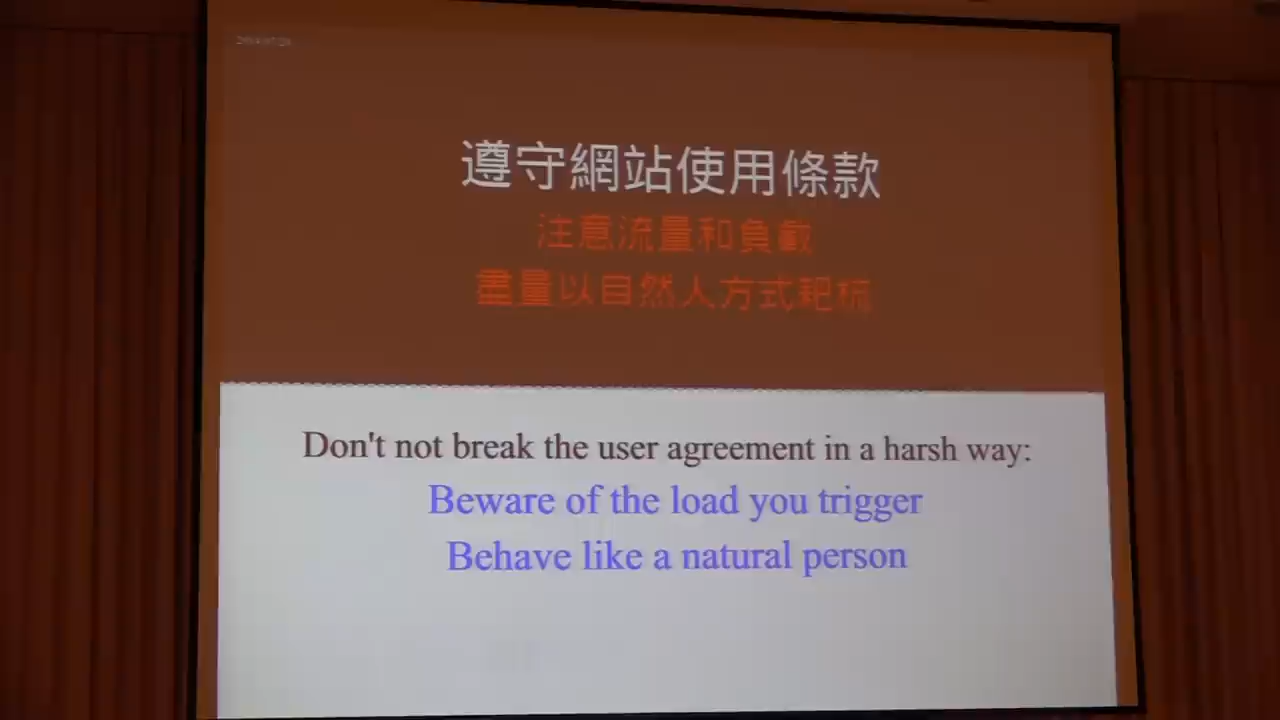 遵守網站使用條款
注意流量和負載
盡量以自然人方式耙梳
Don't not break the user agreement in a harsh way:
Beware of the load you trigger
Behave like a natural person